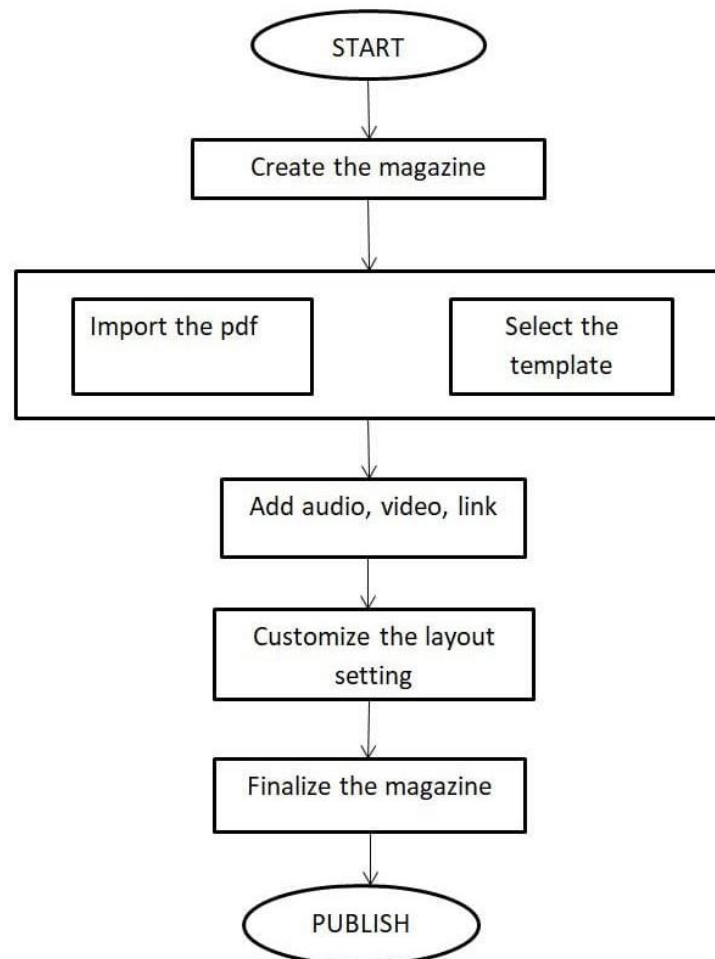 START
Create the magazine
Import the pdf
Select the
template
Add audio, video, link
Customize the layout
setting
Finalize the magazine
PUBLISH